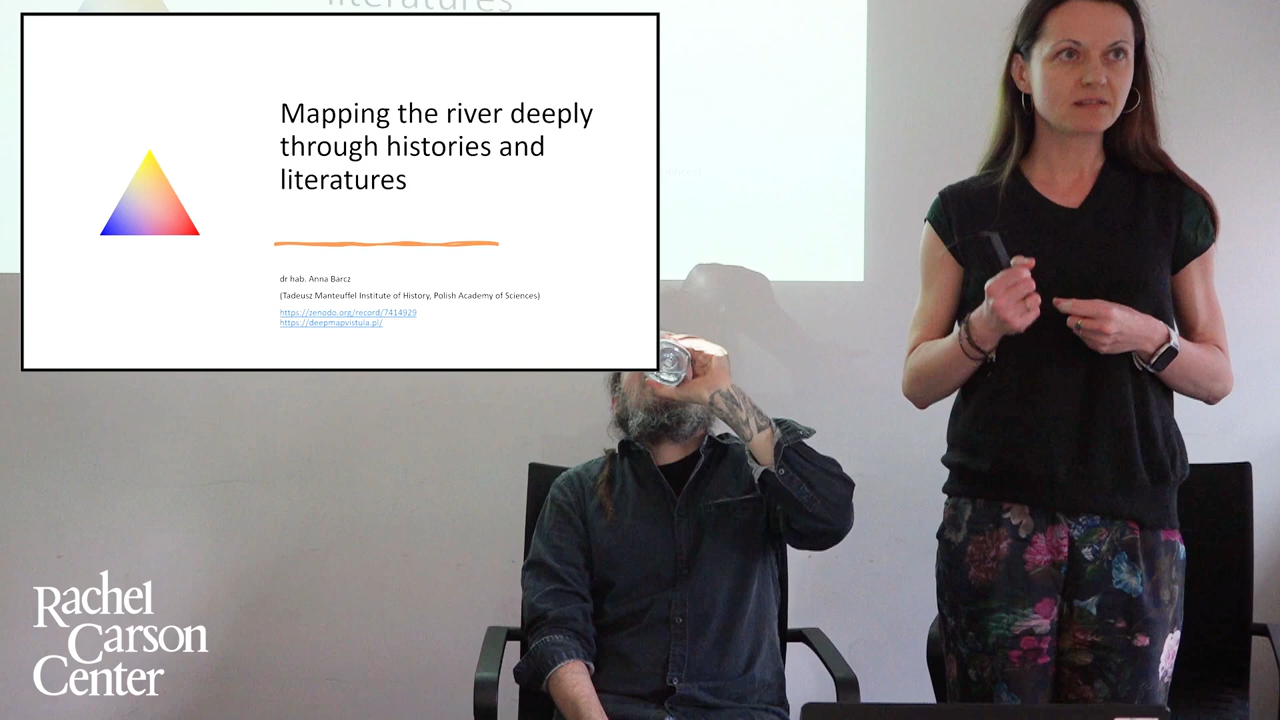 literatures
Mapping the river deeply
through histories and
literatures
dr hab. Anna Barcz
(Tadeusz Manteuffel Institute of History, Polish Academy of Sciences)
https://zenodo.org/record/7414929
https://deepmapvistula.pl/
Rachel
Carson
Center